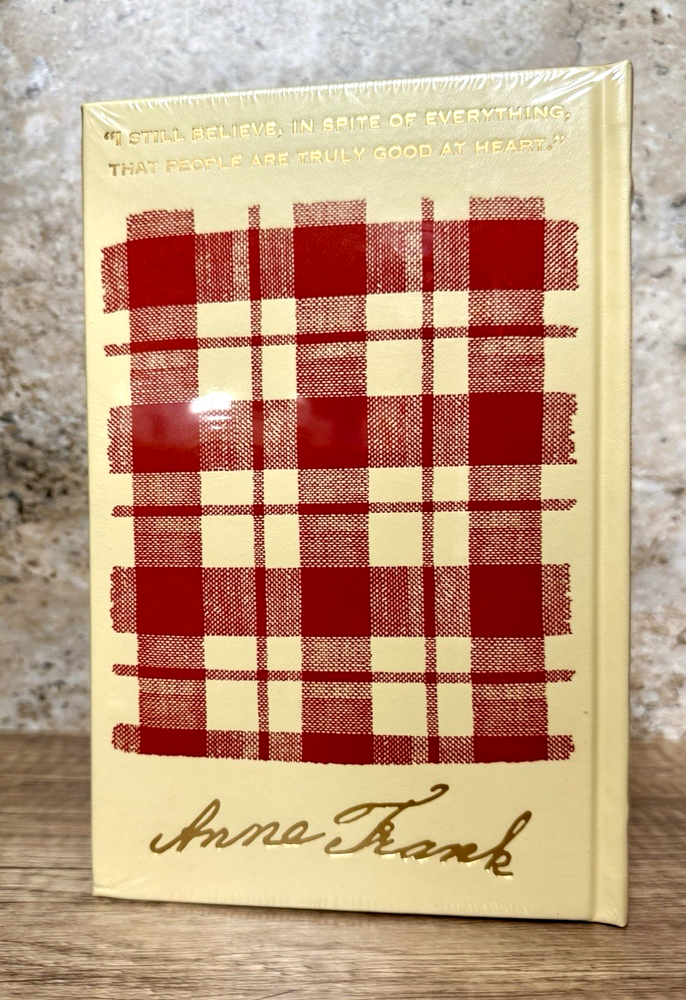 “I STILL BELIEVE, IN SPITE OF EVERYTHING,
THAT PEOPLE ARE TRULY GOOD AT HEART.”
Anne Frank